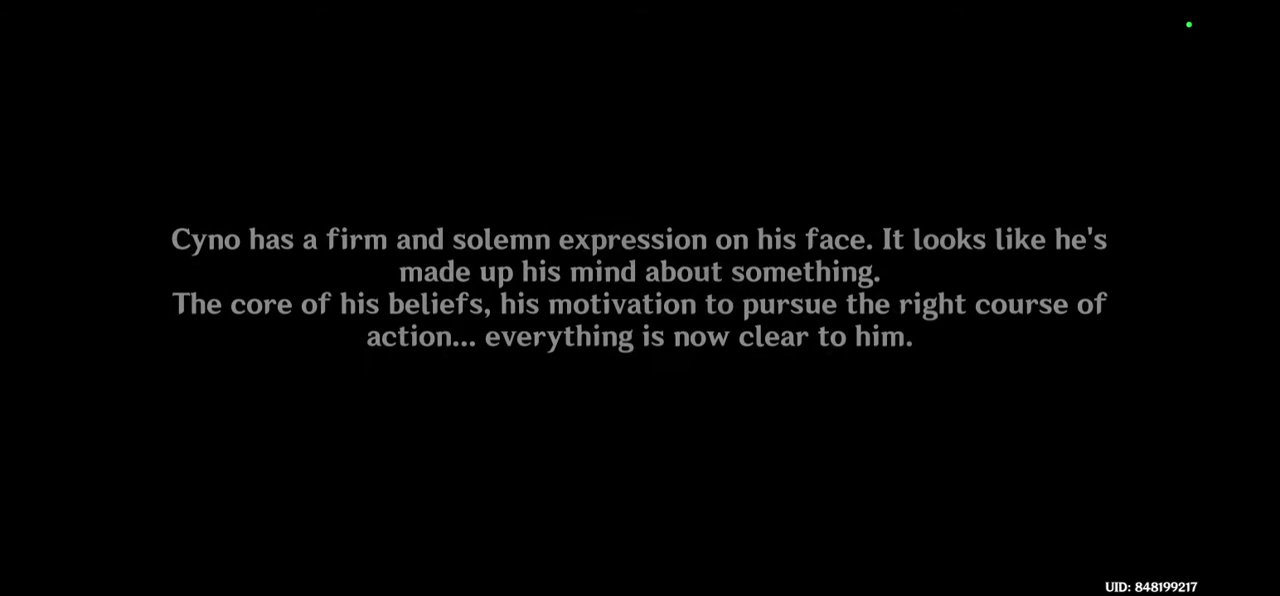 Cyno has a firm and solemn expression on his face. It looks like he's
made up his mind about something.
The core of his beliefs, his motivation to pursue the right course of
action... everything is now clear to him.
UID: 848199217